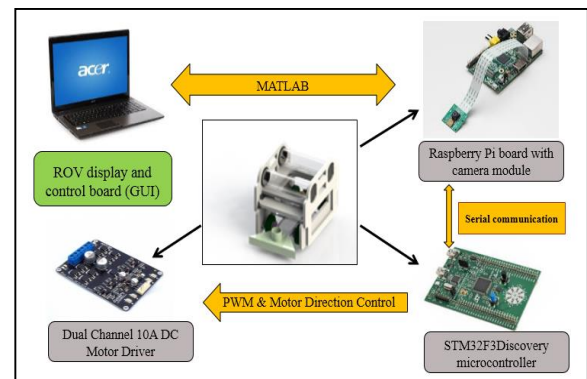 acer
MATLAB
ROV display and
control board (GUI)
Raspberry Pi board with
camera module
Serial communication
PWM & Motor Direction Control
Dual Channel 10A DC
Motor Driver
STM32F3Discovery
microcontroller